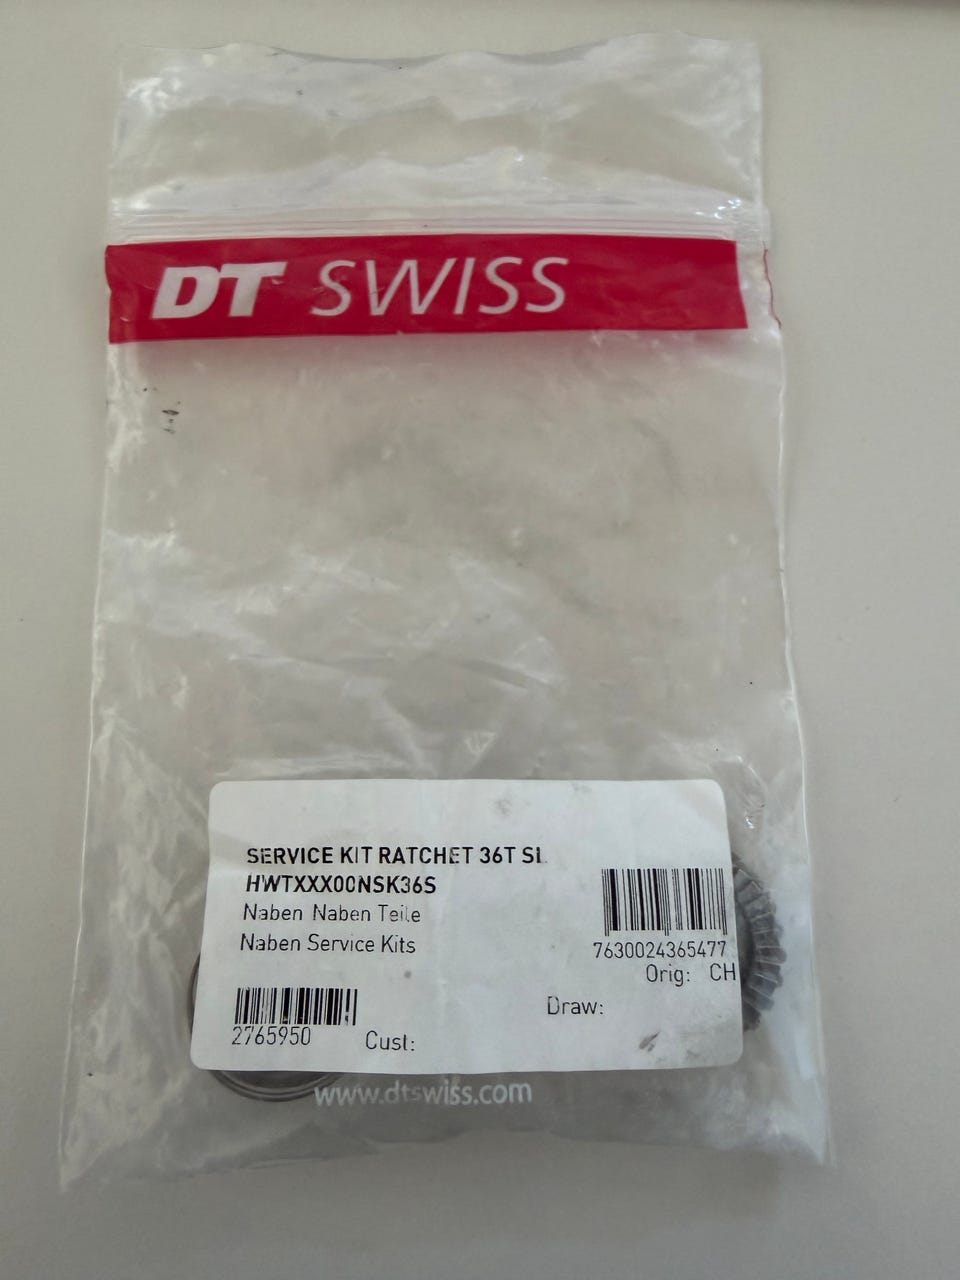 DT SWISS
SERVICE KIT RATCHET 36T SL
HWTXXX00NSK36S
Naben Naben Teile
Naben Service Kits
7630024365477
Orig: CH
Draw:
2765950
Cust:
www.dtswiss.com